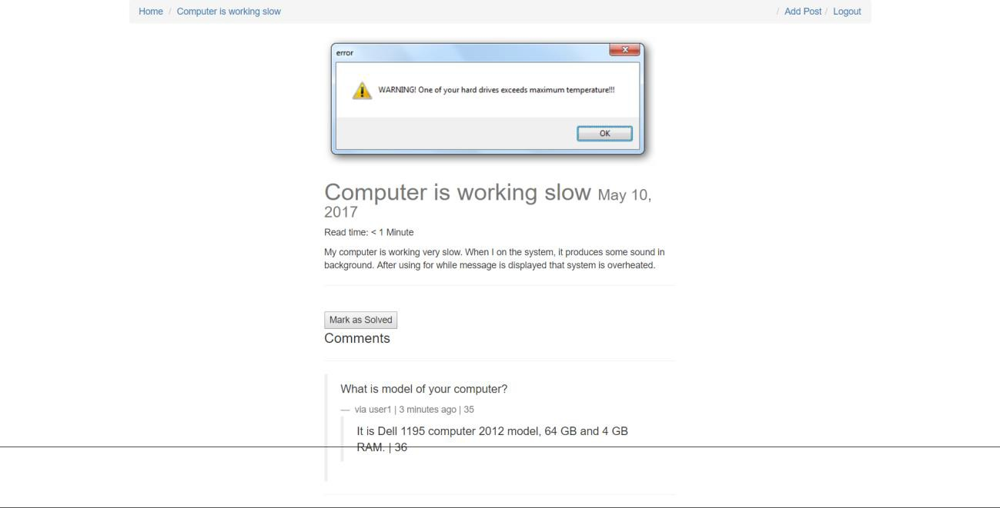 Home / Computer is working slow / Add Post / Logout
error
WARNING! One of your hard drives exceeds maximum temperature!!!
OK
Computer is working slow May 10,
2017
Read time: < 1 Minute
My computer is working very slow. When I on the system, it produces some sound in
background. After using for while message is displayed that system is overheated.
Mark as Solved
Comments
What is model of your computer?
— via user1 | 3 minutes ago | 35
It is Dell 1195 computer 2012 model, 64 GB and 4 GB
RAM. | 36